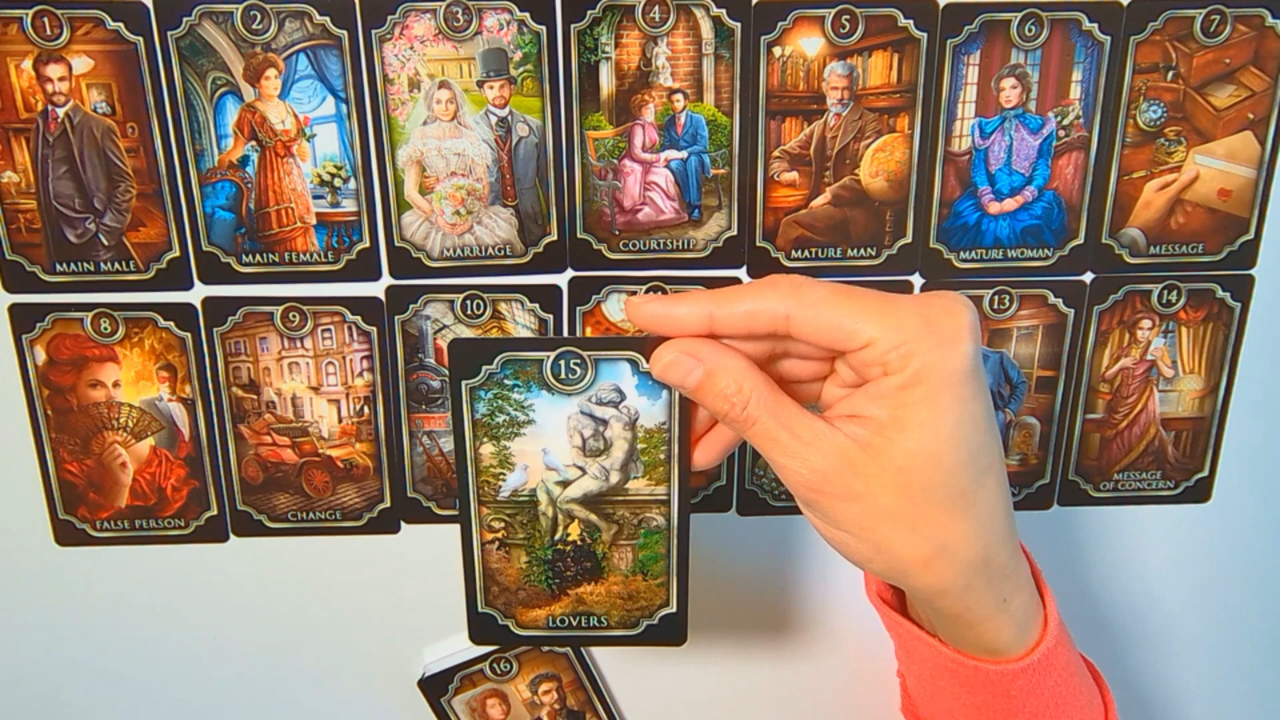 1
MAIN MALE
2
MAIN FEMALE
3
MARRIAGE
4
COURTSHIP
5
MATURE MAN
6
MATURE WOMAN
7
MESSAGE
8
FALSE PERSON
9
CHANGE
10
13
14
MESSAGE
OF CONCERN
15
LOVERS
16